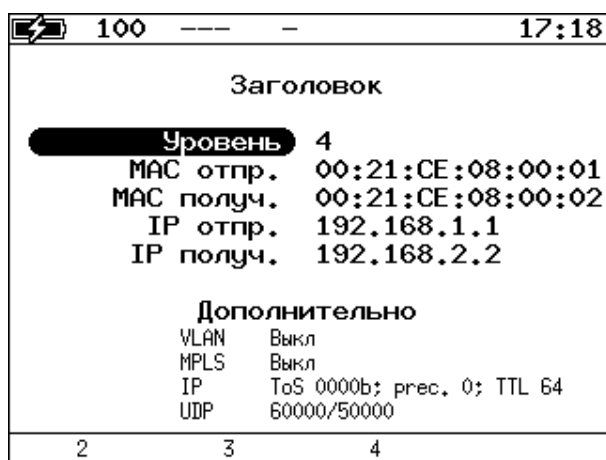 100 --- – 17:18
Заголовок
Уровень 4
MAC отпр. 00:21:CE:08:00:01
MAC получ. 00:21:CE:08:00:02
IP отпр. 192.168.1.1
IP получ. 192.168.2.2
Дополнительно
VLAN Выкл
MPLS Выкл
IP ToS 0000b; prec. 0; TTL 64
UDP 60000/50000
2 3 4